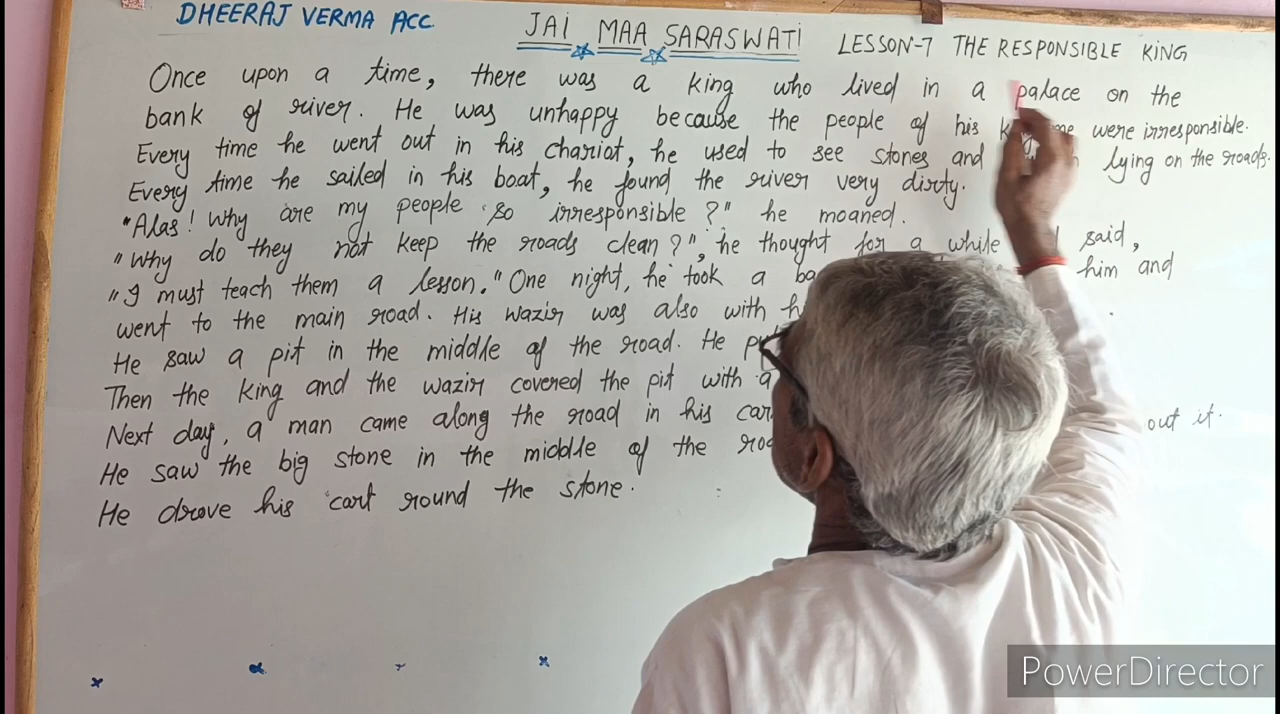 DHEERAJ VERMA ACC
JAI MAA SARASWATI
LESSON-7 THE RESPONSIBLE KING
Once upon a time, there was a king who lived in a palace on the
bank of river. He was unhappy because the people of his were irresponsible.
Every time he went out in his chariot, he used to see stones and lying on the roads.
Every time he sailed in his boat, he found the river very dirty.
"Alas! Why are my people so irresponsible?" he moaned.
"Why do they not keep the roads clean?", he thought for a while said,
"I must teach them a lesson." One night, he took a him and
went to the main road. His wazir was also with
He saw a pit in the middle of the road. He
Then the king and the wazir covered the pit with a
Next day, a man came along the road in his out it.
He saw the big stone in the middle of the
He drove his cart round the stone.
PowerDirector